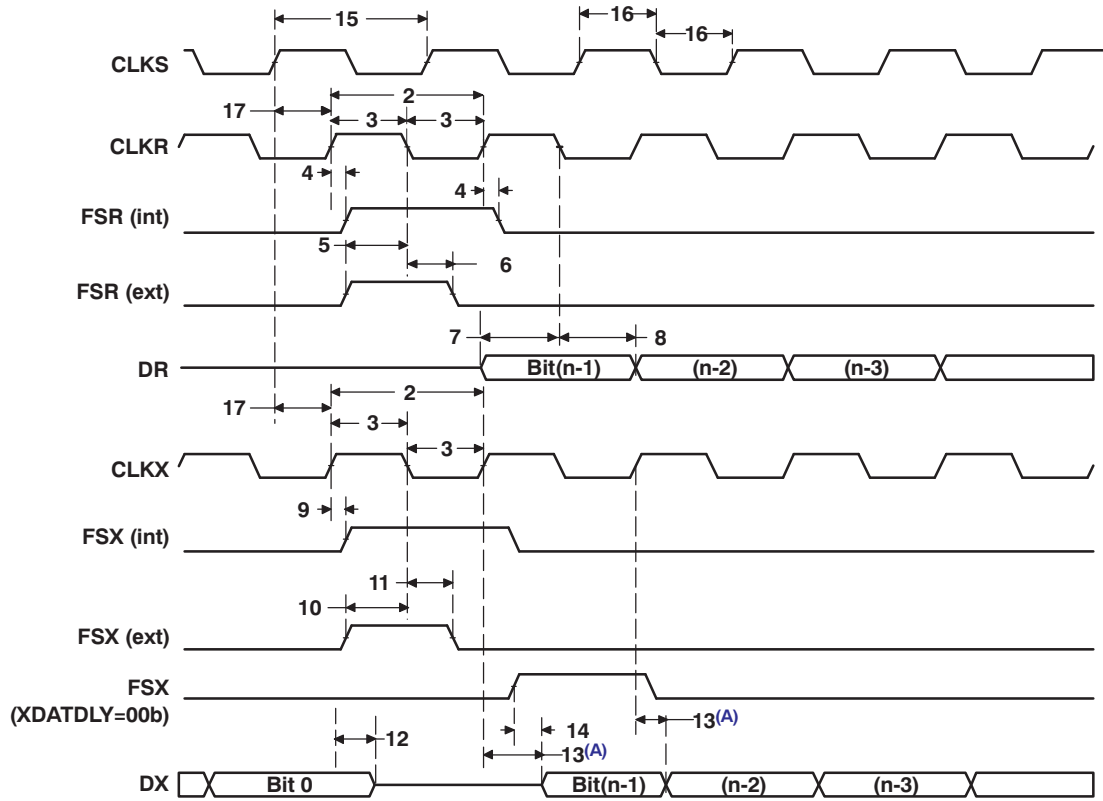 15
16
16
CLKS
2
17
3
3
CLKR
4
4
FSR (int)
5
6
FSR (ext)
7
8
DR
Bit(n-1)
(n-2)
(n-3)
2
17
3
3
CLKX
9
FSX (int)
11
10
FSX (ext)
FSX
(XDATDLY=00b)
13(A)
14
12
13(A)
DX
Bit 0
Bit(n-1)
(n-2)
(n-3)